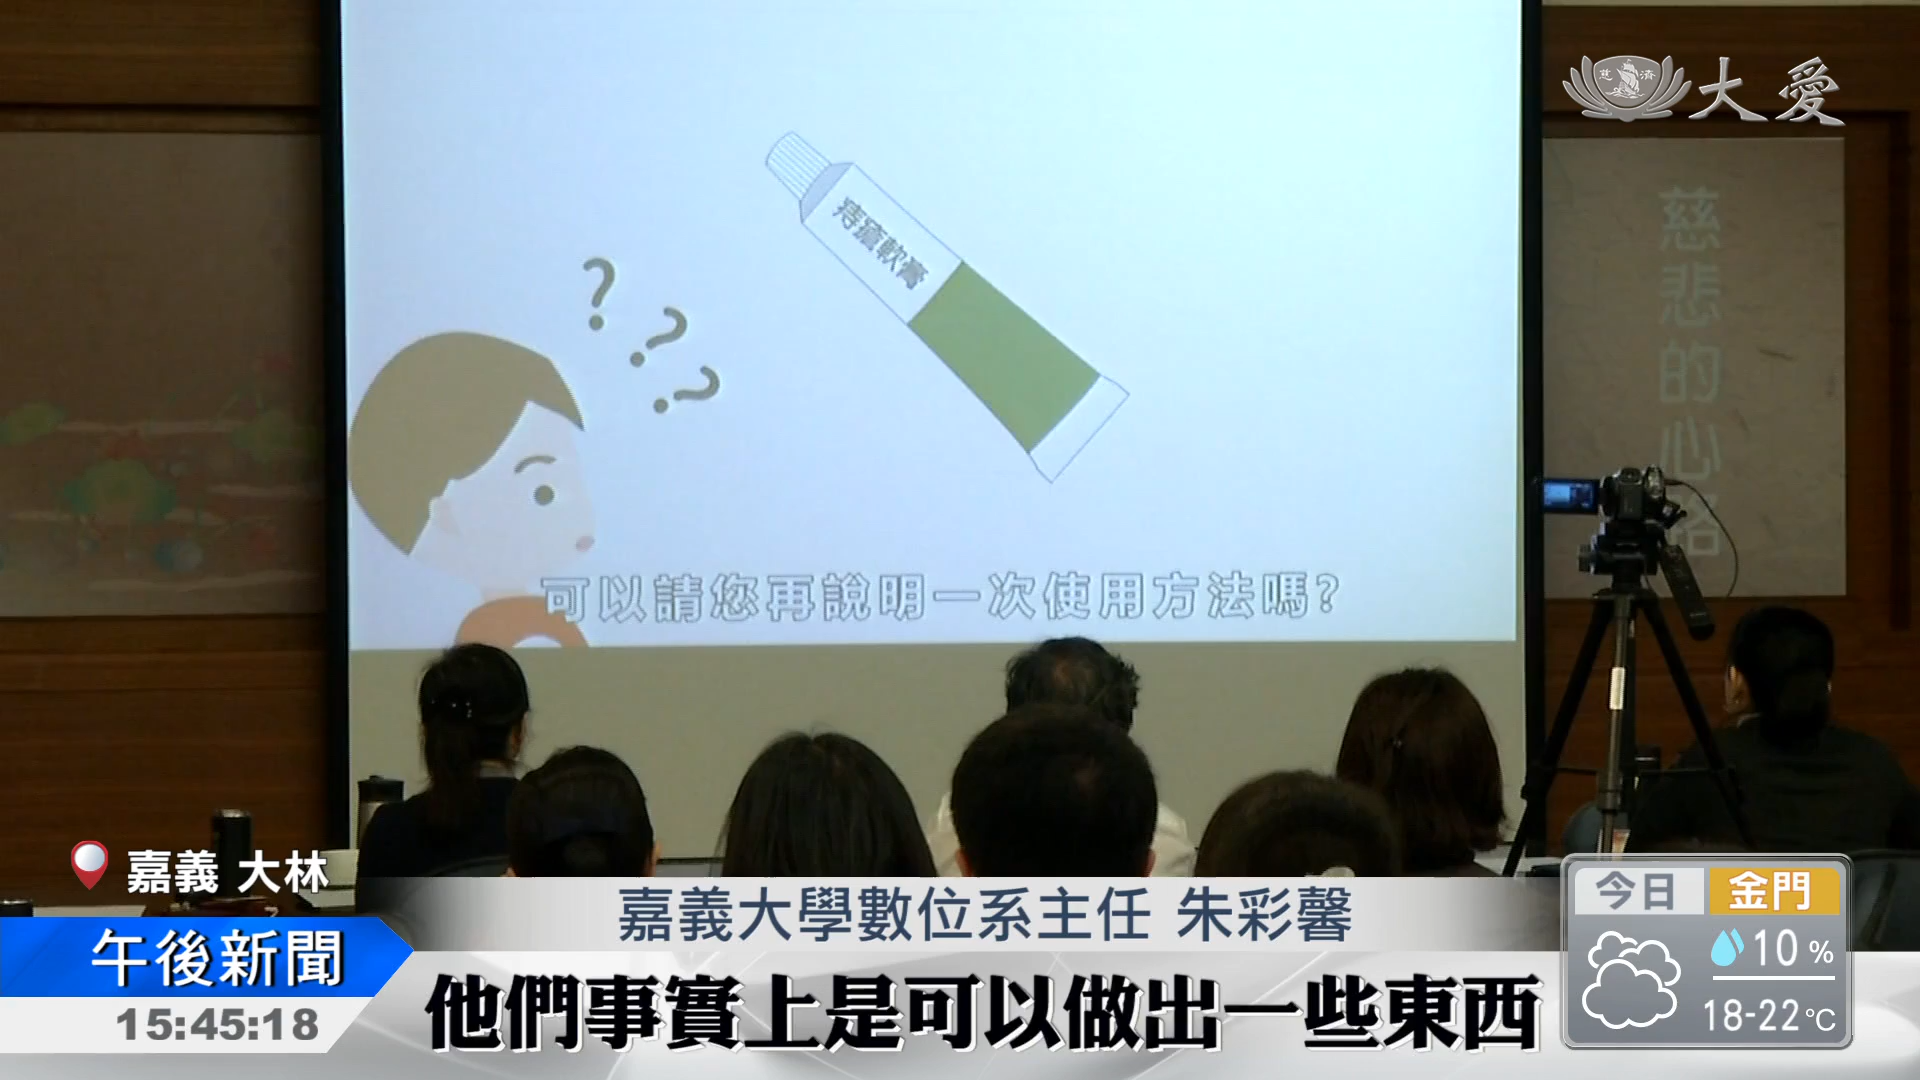 慈濟
大愛
痔瘡軟膏
慈悲的心路
可以請您再說明一次使用方法嗎?
嘉義 大林
嘉義大學數位系主任 朱彩馨
今日
金門
午後新聞
10 %
15:45:18
他們事實上是可以做出一些東西
18-22℃